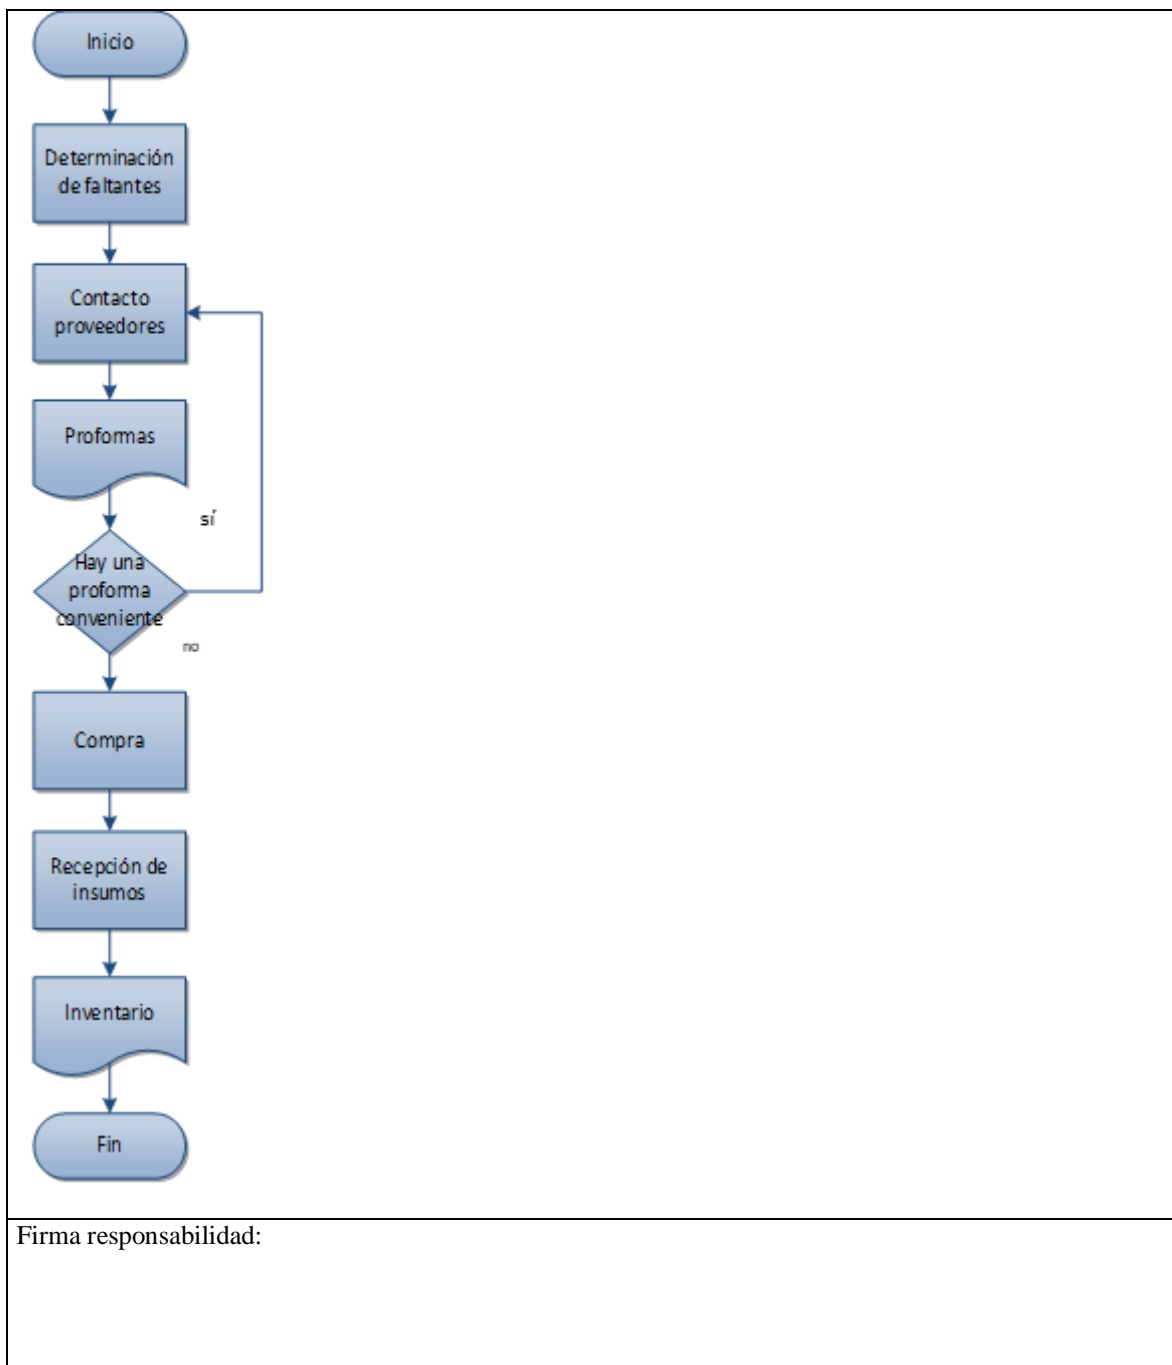 Inicio
Determinación
de faltantes
Contacto
proveedores
Proformas
sí
Hay una
proforma
conveniente
no
Compra
Recepción de
insumos
Inventario
Fin
Firma responsabilidad: